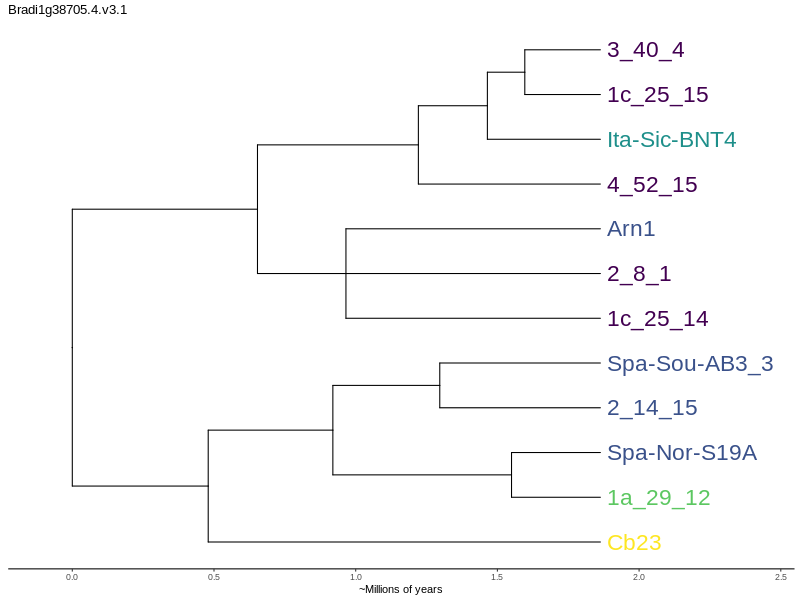 Bradi1g38705.4.v3.1
3_40_4
1c_25_15
Ita-Sic-BNT4
4_52_15
Arn1
2_8_1
1c_25_14
Spa-Sou-AB3_3
2_14_15
Spa-Nor-S19A
1a_29_12
Cb23
0.0 0.5 1.0 1.5 2.0 2.5
~Millions of years